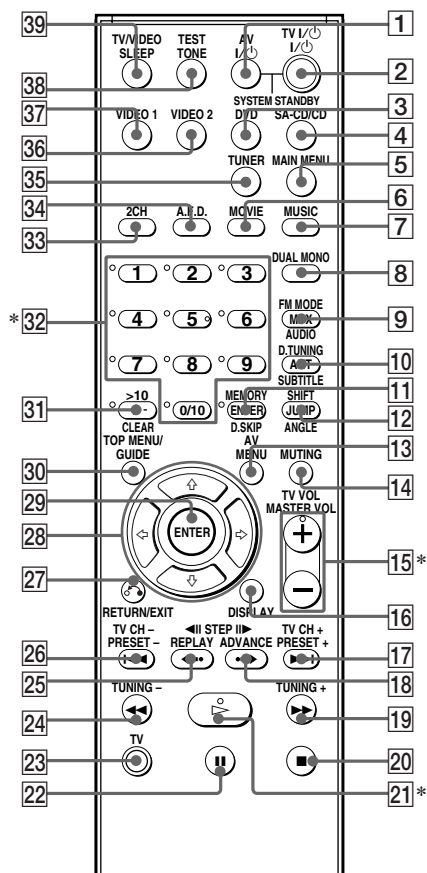 39 TV/VIDEO SLEEP TEST TONE AV I/⏻ TV I/⏻ I/⏻ 1
38 2
SYSTEM STANDBY
37 VIDEO 1 VIDEO 2 DVD SA-CD/CD 3
36 4
35 TUNER MAIN MENU 5
34 6
2CH A.F.D. MOVIE MUSIC
33 7
DUAL MONO
1 2 3 8
FM MODE
*32 4 5 6 MIX 9
AUDIO
D.TUNING
7 8 9 10
SUBTITLE
>10 MEMORY SHIFT 11
31 - 0/10 ENTER JUMP 12
CLEAR D.SKIP ANGLE
TOP MENU/ GUIDE AV MENU MUTING 13
30 14
TV VOL
MASTER VOL
29
28 ENTER + 15*
−
27
16
RETURN/EXIT DISPLAY
TV CH – ◀II STEP II▶ TV CH +
PRESET – REPLAY ADVANCE PRESET +
26 17
25 18
TUNING – TUNING +
24 19
TV
23 20
22 21*